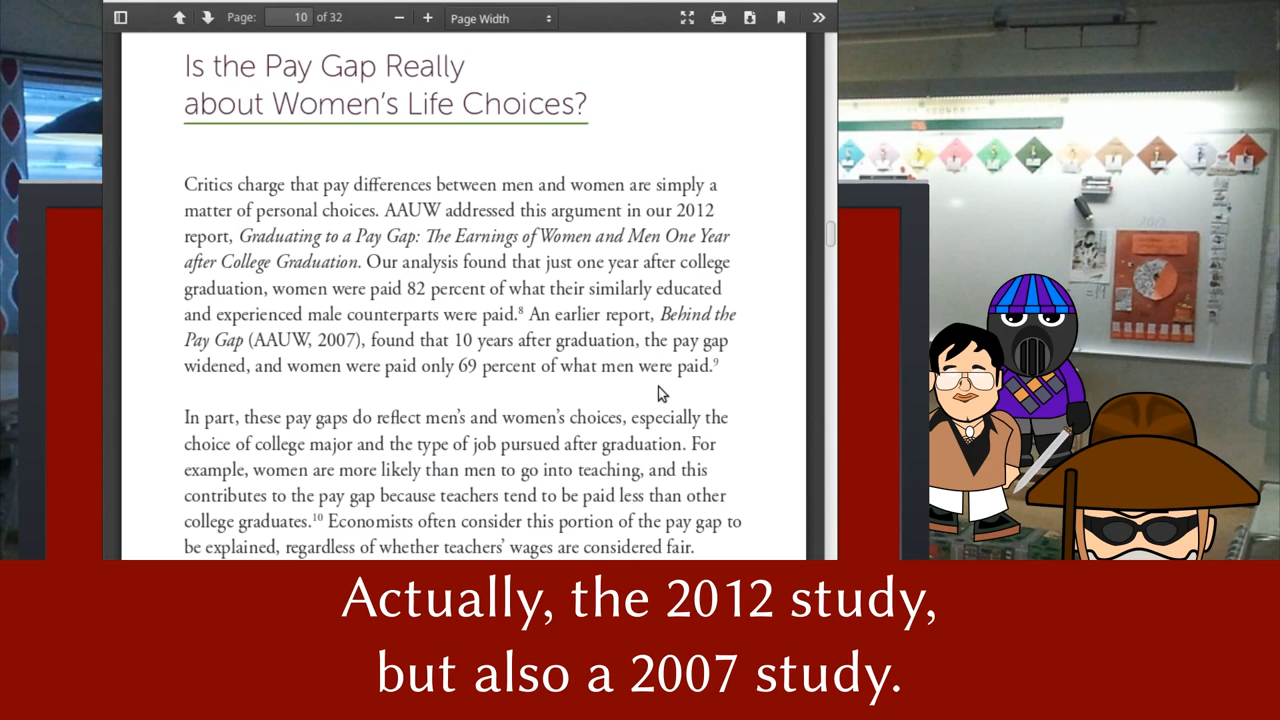 Page: 10 of 32
Page Width
Is the Pay Gap Really
about Women's Life Choices?
Critics charge that pay differences between men and women are simply a
matter of personal choices. AAUW addressed this argument in our 2012
report, Graduating to a Pay Gap: The Earnings of Women and Men One Year
after College Graduation. Our analysis found that just one year after college
graduation, women were paid 82 percent of what their similarly educated
and experienced male counterparts were paid.⁸ An earlier report, Behind the
Pay Gap (AAUW, 2007), found that 10 years after graduation, the pay gap
widened, and women were paid only 69 percent of what men were paid.⁹
In part, these pay gaps do reflect men's and women's choices, especially the
choice of college major and the type of job pursued after graduation. For
example, women are more likely than men to go into teaching, and this
contributes to the pay gap because teachers tend to be paid less than other
college graduates.¹⁰ Economists often consider this portion of the pay gap to
be explained, regardless of whether teachers' wages are considered fair.
Actually, the 2012 study,
but also a 2007 study.